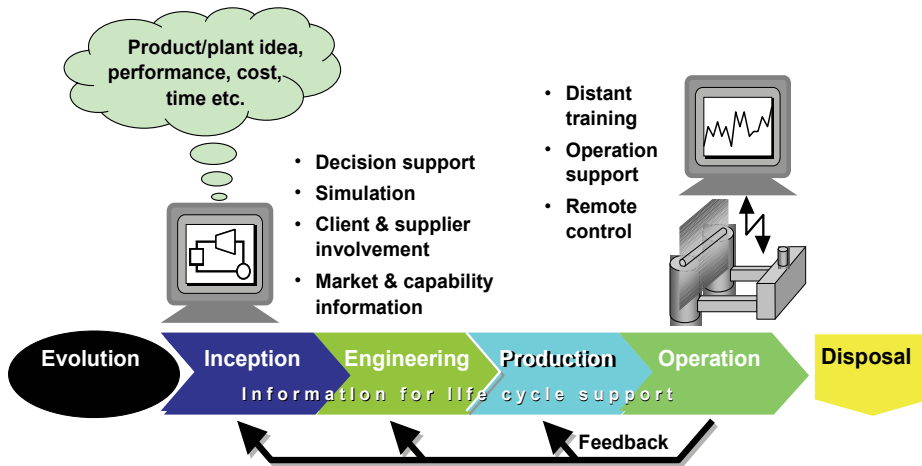 Product/plant idea,
performance, cost,
time etc.
• Decision support
• Simulation
• Client & supplier
involvement
• Market & capability
information
• Distant
training
• Operation
support
• Remote
control
Evolution
Inception
Engineering
Production
Operation
Disposal
Information for life cycle support
Feedback